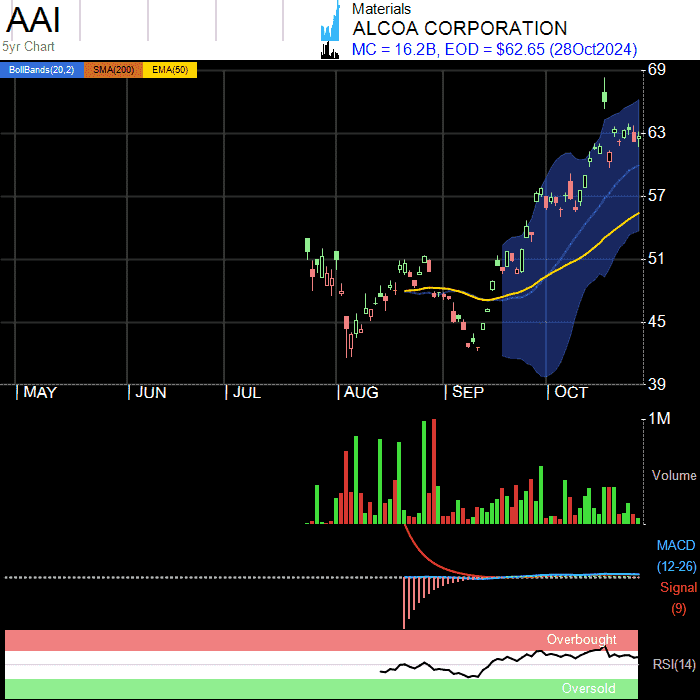 AAI
Materials
ALCOA CORPORATION
5yr Chart
MC = 16.2B, EOD = $62.65 (28Oct2024)
BollBands(20,2) SMA(200) EMA(50)
69
63
57
51
45
39
| MAY | JUN | JUL | AUG | SEP | OCT
1M
Volume
MACD
(12-26)
Signal
(9)
Overbought
RSI(14)
Oversold